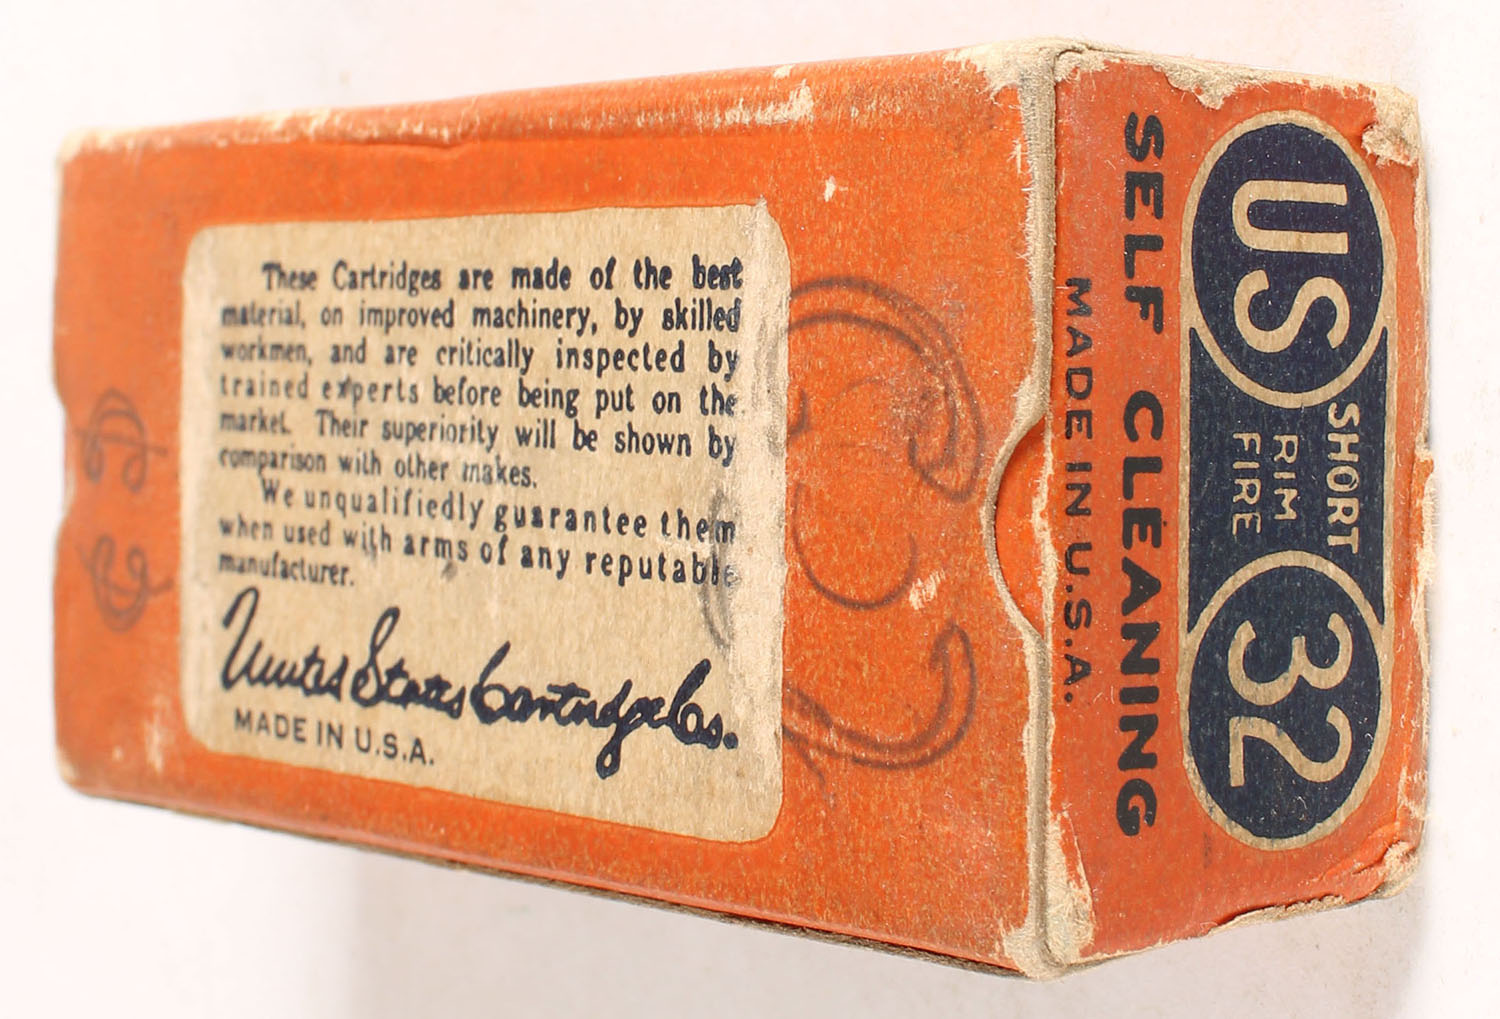 These Cartridges are made of the best
material, on improved machinery, by skilled
workmen, and are critically inspected by
trained experts before being put on the
market. Their superiority will be shown by
comparison with other makes.
We unqualifiedly guarantee them
when used with arms of any reputable
manufacturer.
United States Cartridge Co.
MADE IN U.S.A.
US
SHORT
RIM
FIRE
32
SELF CLEANING
MADE IN U.S.A.